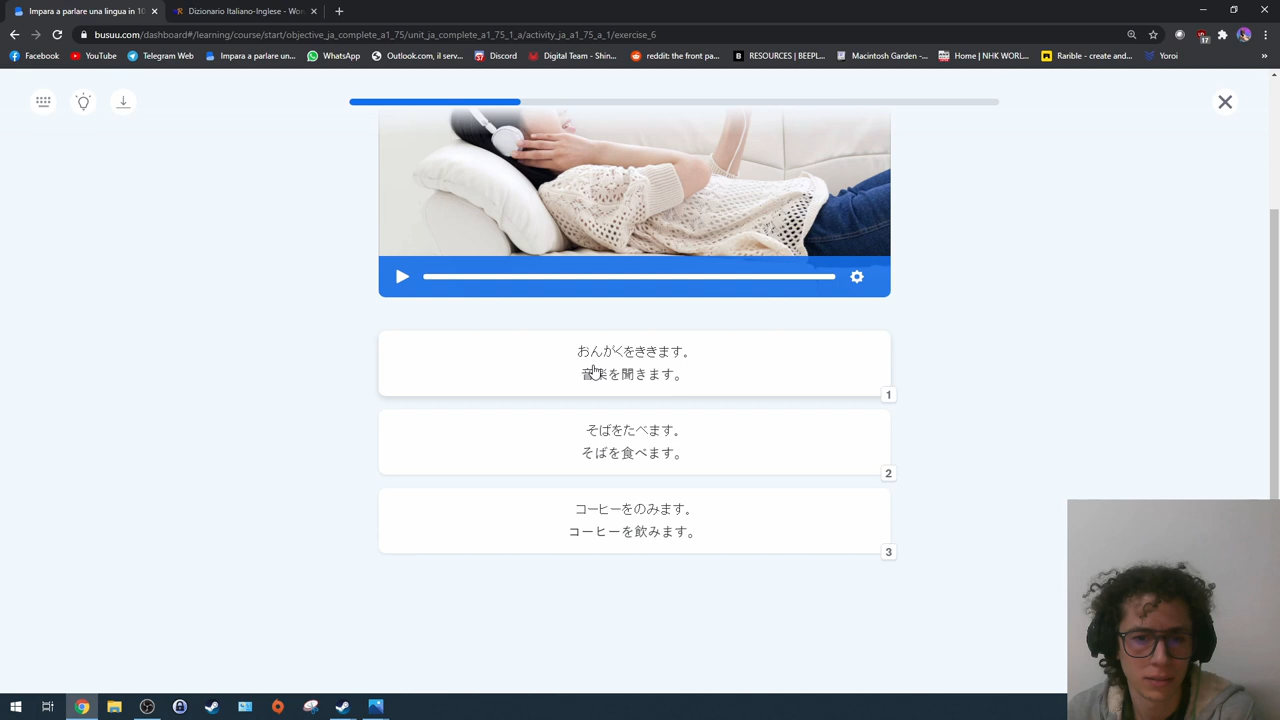 Impara a parlare una lingua in 10
Dizionario Italiano-Inglese - Wor
busuu.com/dashboard#/learning/course/start/objective_ja_complete_a1_75/unit_ja_complete_a1_75_1_a/activity_ja_a1_75_a_1/exercise_6
17
Facebook
YouTube
Telegram Web
Impara a parlare un...
WhatsApp
Outlook.com, il serv...
Discord
Digital Team - Shin...
reddit: the front pa...
RESOURCES | BEEPL...
Macintosh Garden -...
Home | NHK WORL...
Rarible - create and...
Yoroi
»
おんがくをききます。
音楽を聞きます。
1
そばをたべます。
そばを食べます。
2
コーヒーをのみます。
コーヒーを飲みます。
3